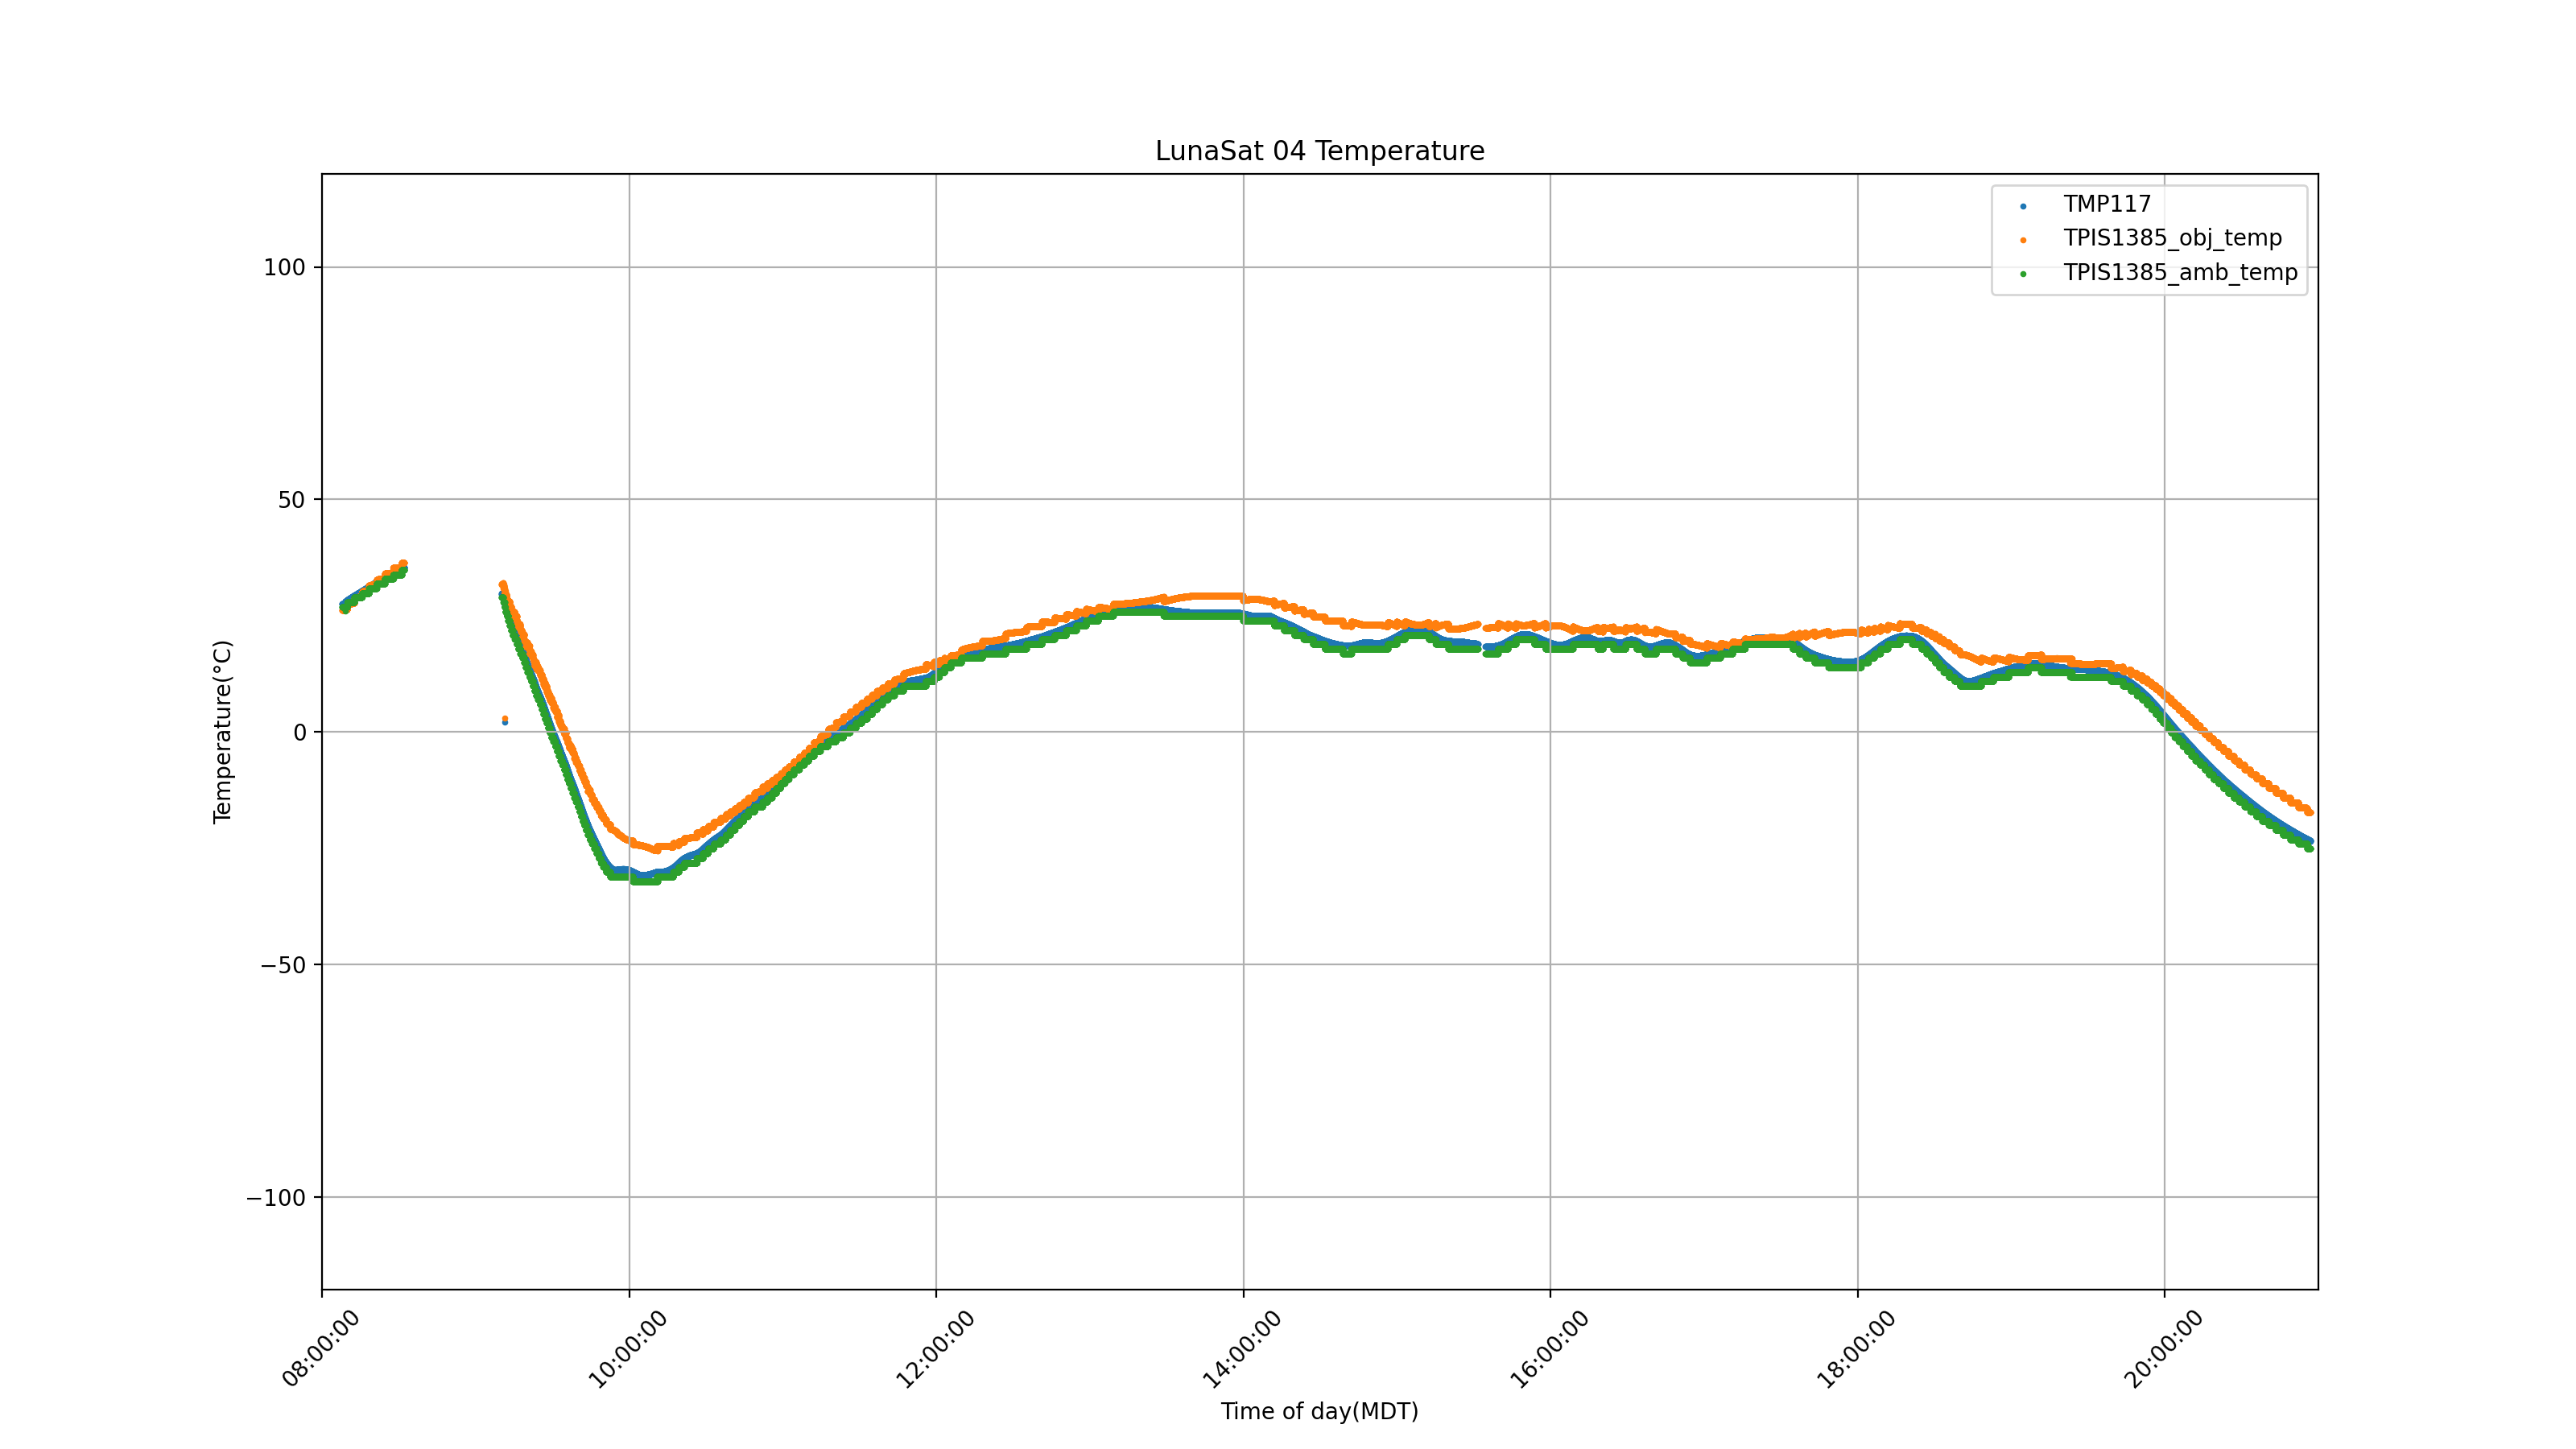 LunaSat 04 Temperature
TMP117
TPIS1385_obj_temp
TPIS1385_amb_temp
Temperature(°C)
100
50
0
−50
−100
08:00:00
10:00:00
12:00:00
14:00:00
16:00:00
18:00:00
20:00:00
Time of day(MDT)